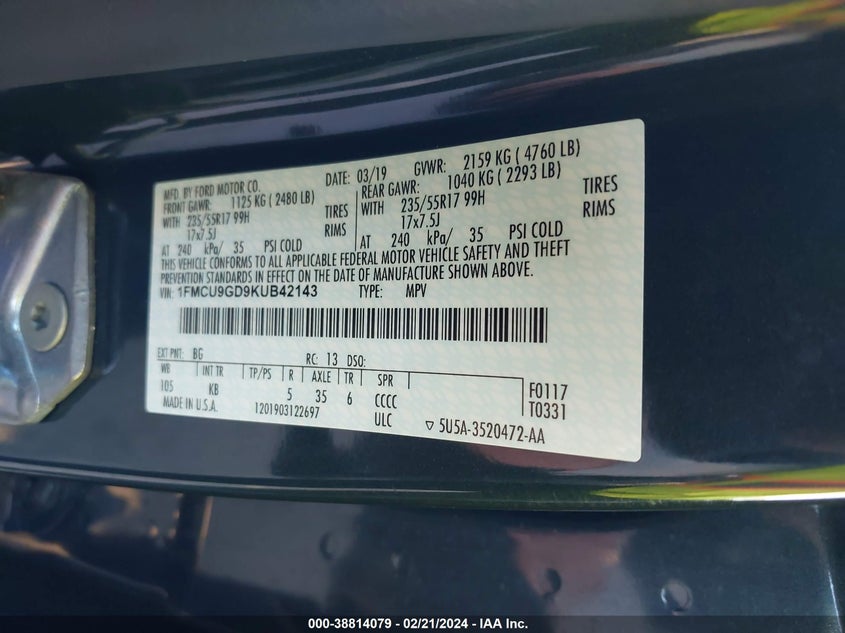 MFD. BY FORD MOTOR CO. DATE: 03/19 GVWR: 2159 KG ( 4760 LB)
FRONT GAWR: 1125 KG ( 2480 LB) REAR GAWR: 1040 KG ( 2293 LB)
WITH 235/55R17 99H TIRES WITH 235/55R17 99H TIRES
17x7.5J RIMS 17x7.5J RIMS
AT 240 kPa/ 35 PSI COLD AT 240 kPa/ 35 PSI COLD
THIS VEHICLE CONFORMS TO ALL APPLICABLE FEDERAL MOTOR VEHICLE SAFETY AND THEFT
PREVENTION STANDARDS IN EFFECT ON THE DATE OF MANUFACTURE SHOWN ABOVE.
VIN: 1FMCU9GD9KUB42143 TYPE: MPV
EXT PNT: BG RC: 13 DSO:
WB INT TR TP/PS R AXLE TR SPR
105 KB 5 35 6 CCCC F0117
MADE IN U.S.A. 1201903122697 ULC T0331
▽ 5U5A-3520472-AA
000-38814079 - 02/21/2024 - IAA Inc.